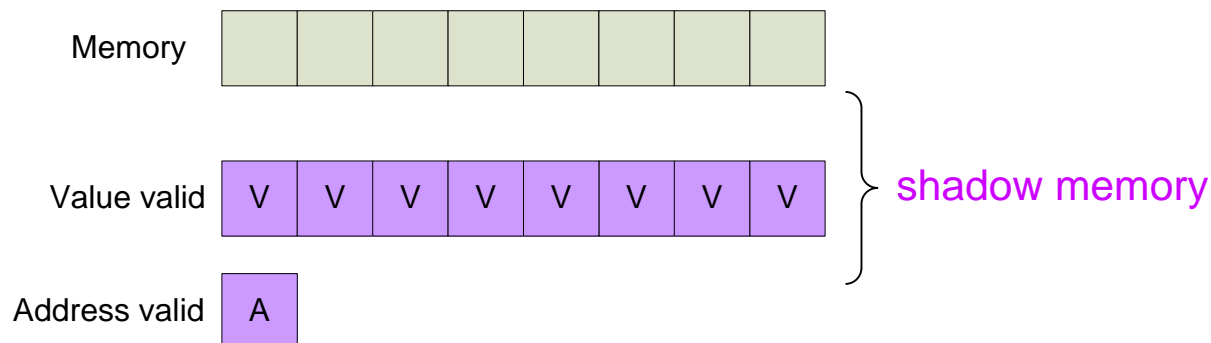 Memory
Value valid V V V V V V V V
shadow memory
Address valid A